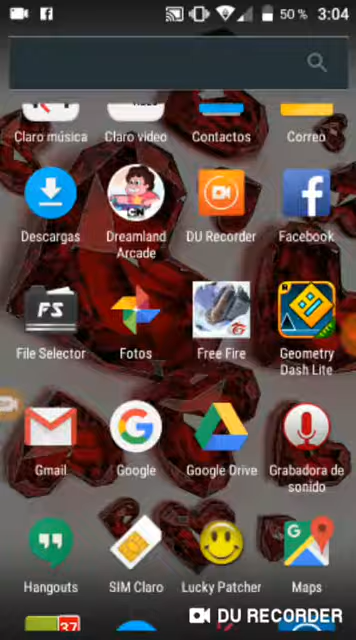 50 % 3:04
Claro música Claro video Contactos Correo
Descargas Dreamland Arcade DU Recorder Facebook
File Selector Fotos Free Fire Geometry Dash Lite
Gmail Google Google Drive Grabadora de sonido
Hangouts SIM Claro Lucky Patcher Maps
CN
FS
37
DU RECORDER